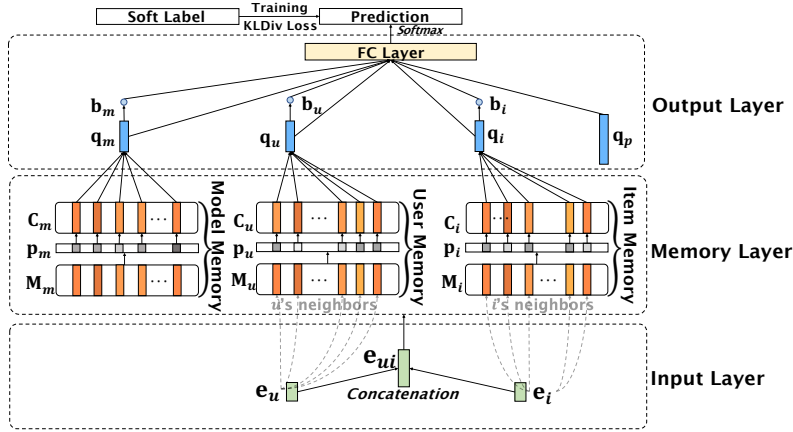 Soft Label
Training
KLDiv Loss
Prediction
Softmax
FC Layer
b_m
b_u
b_i
Output Layer
q_m
q_u
q_i
q_p
C_m
...
Model Memory
C_u
...
User Memory
C_i
...
Item Memory
p_m
p_u
p_i
Memory Layer
M_m
...
M_u
...
M_i
...
u's neighbors
i's neighbors
e_ui
e_u
Concatenation
e_i
Input Layer